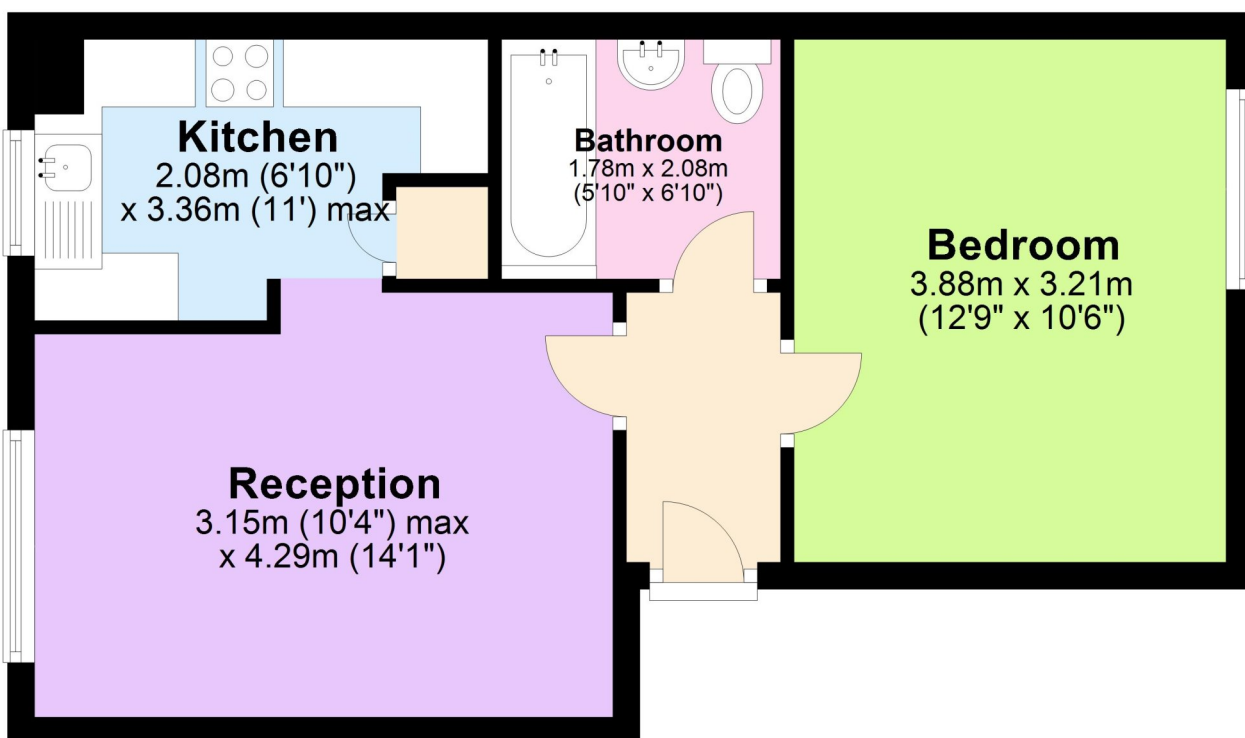 Kitchen
2.08m (6'10")
x 3.36m (11') max
Bathroom
1.78m x 2.08m
(5'10" x 6'10")
Bedroom
3.88m x 3.21m
(12'9" x 10'6")
Reception
3.15m (10'4") max
x 4.29m (14'1")